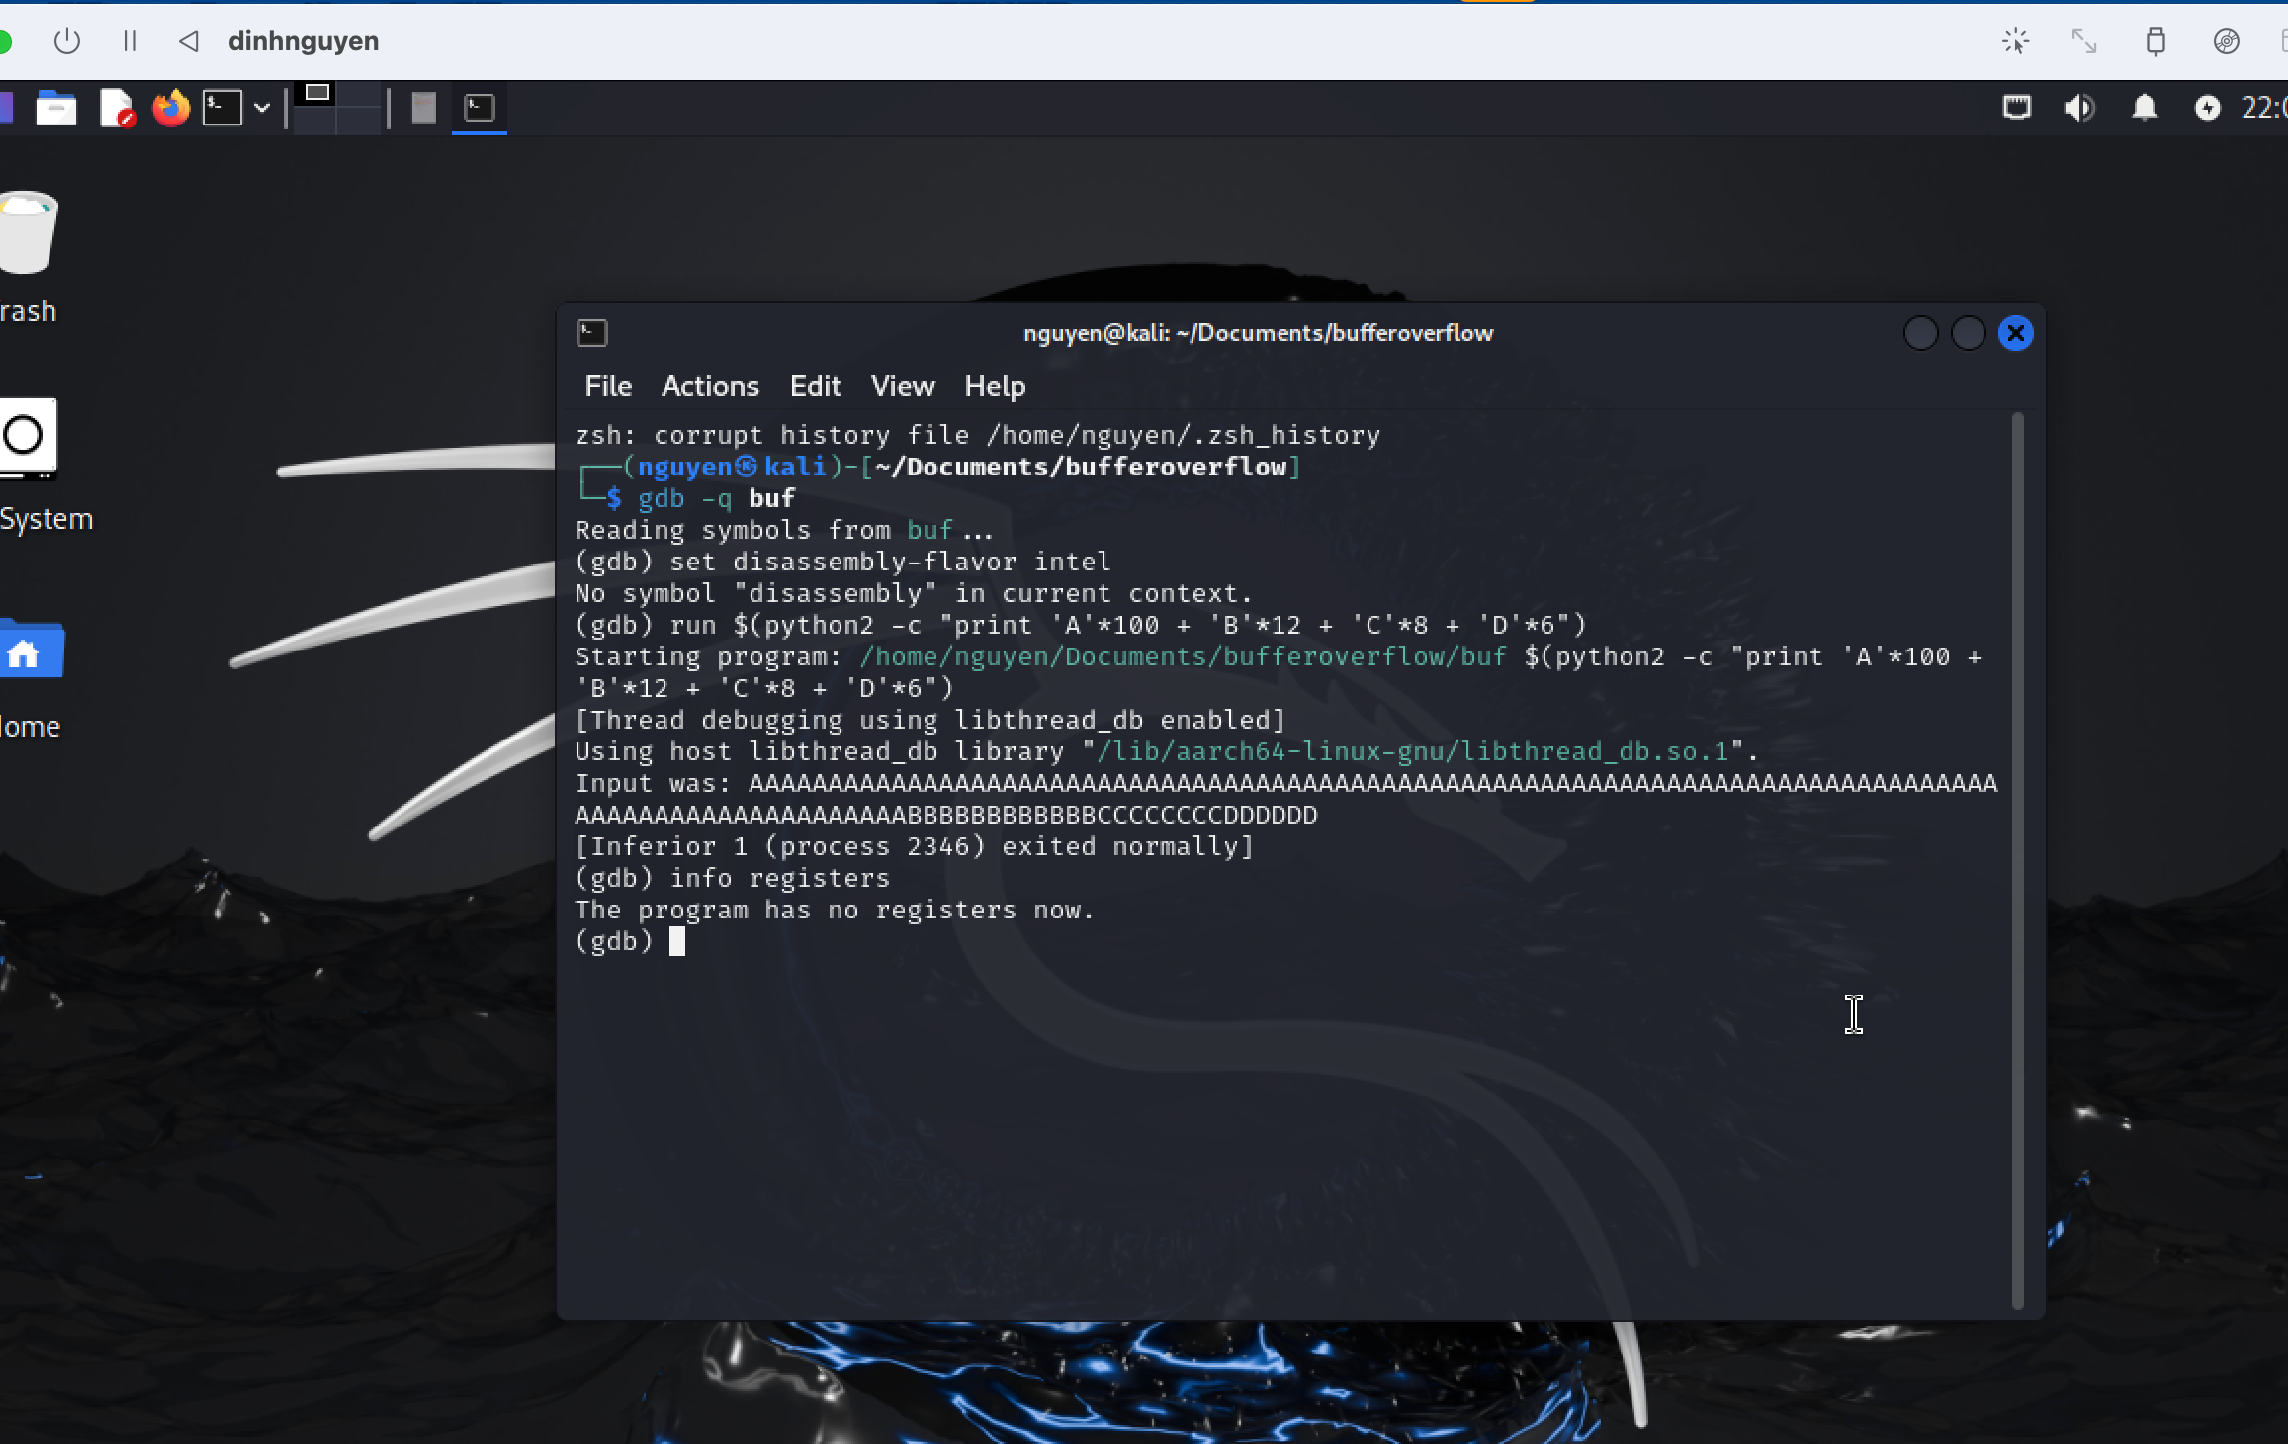 dinhnguyen
nguyen@kali: ~/Documents/bufferoverflow
File Actions Edit View Help
zsh: corrupt history file /home/nguyen/.zsh_history
┌──(nguyen㉿kali)-[~/Documents/bufferoverflow]
└─$ gdb -q buf
Reading symbols from buf...
(gdb) set disassembly-flavor intel
No symbol "disassembly" in current context.
(gdb) run $(python2 -c "print 'A'*100 + 'B'*12 + 'C'*8 + 'D'*6")
Starting program: /home/nguyen/Documents/bufferoverflow/buf $(python2 -c "print 'A'*100 +
'B'*12 + 'C'*8 + 'D'*6")
[Thread debugging using libthread_db enabled]
Using host libthread_db library "/lib/aarch64-linux-gnu/libthread_db.so.1".
Input was: AAAAAAAAAAAAAAAAAAAAAAAAAAAAAAAAAAAAAAAAAAAAAAAAAAAAAAAAAAAAAAAAAAAAAAAAAAAAAAA
AAAAAAAAAAAAAAAAAAAAABBBBBBBBBBBBCCCCCCCCDDDDDD
[Inferior 1 (process 2346) exited normally]
(gdb) info registers
The program has no registers now.
(gdb)
rash
System
ome
22: